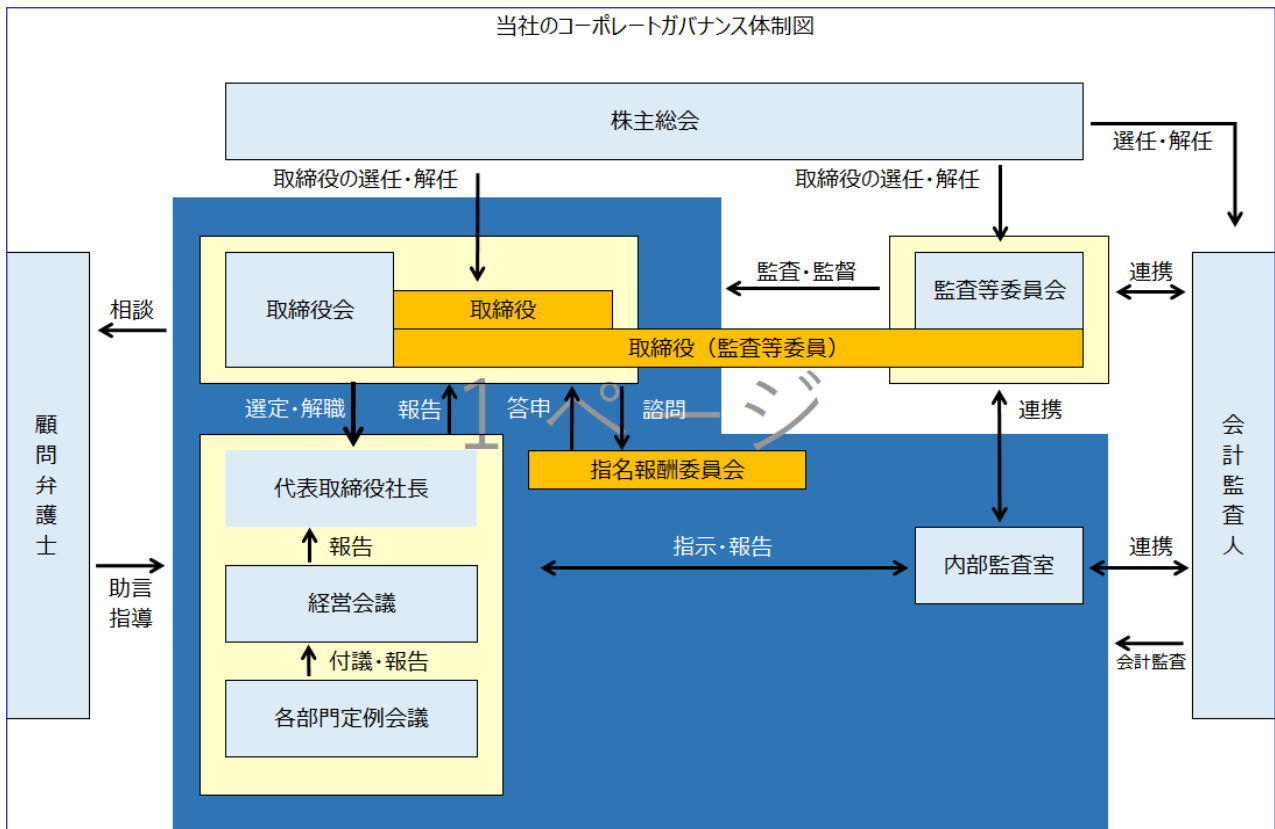 当社のコーポレートガバナンス体制図
株主総会
選任・解任
取締役の選任・解任
取締役の選任・解任
取締役会
取締役
監査・監督
監査等委員会
連携
相談
取締役（監査等委員）
選定・解職
報告
答申
諮問
連携
1 ページ
顧問弁護士
会計監査人
代表取締役社長
指名報酬委員会
報告
指示・報告
内部監査室
連携
助言
指導
経営会議
付議・報告
会計監査
各部門定例会議